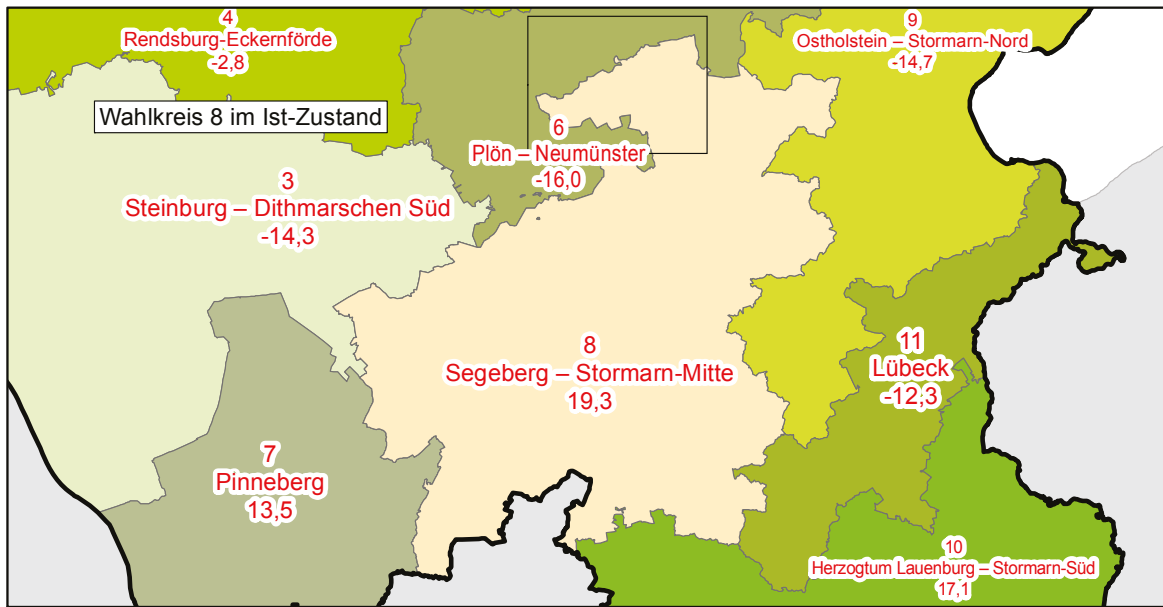 4
Rendsburg-Eckernförde
-2,8
9
Ostholstein – Stormarn-Nord
-14,7
Wahlkreis 8 im Ist-Zustand
6
Plön – Neumünster
-16,0
3
Steinburg – Dithmarschen Süd
-14,3
8
Segeberg – Stormarn-Mitte
19,3
11
Lübeck
-12,3
7
Pinneberg
13,5
10
Herzogtum Lauenburg – Stormarn-Süd
17,1